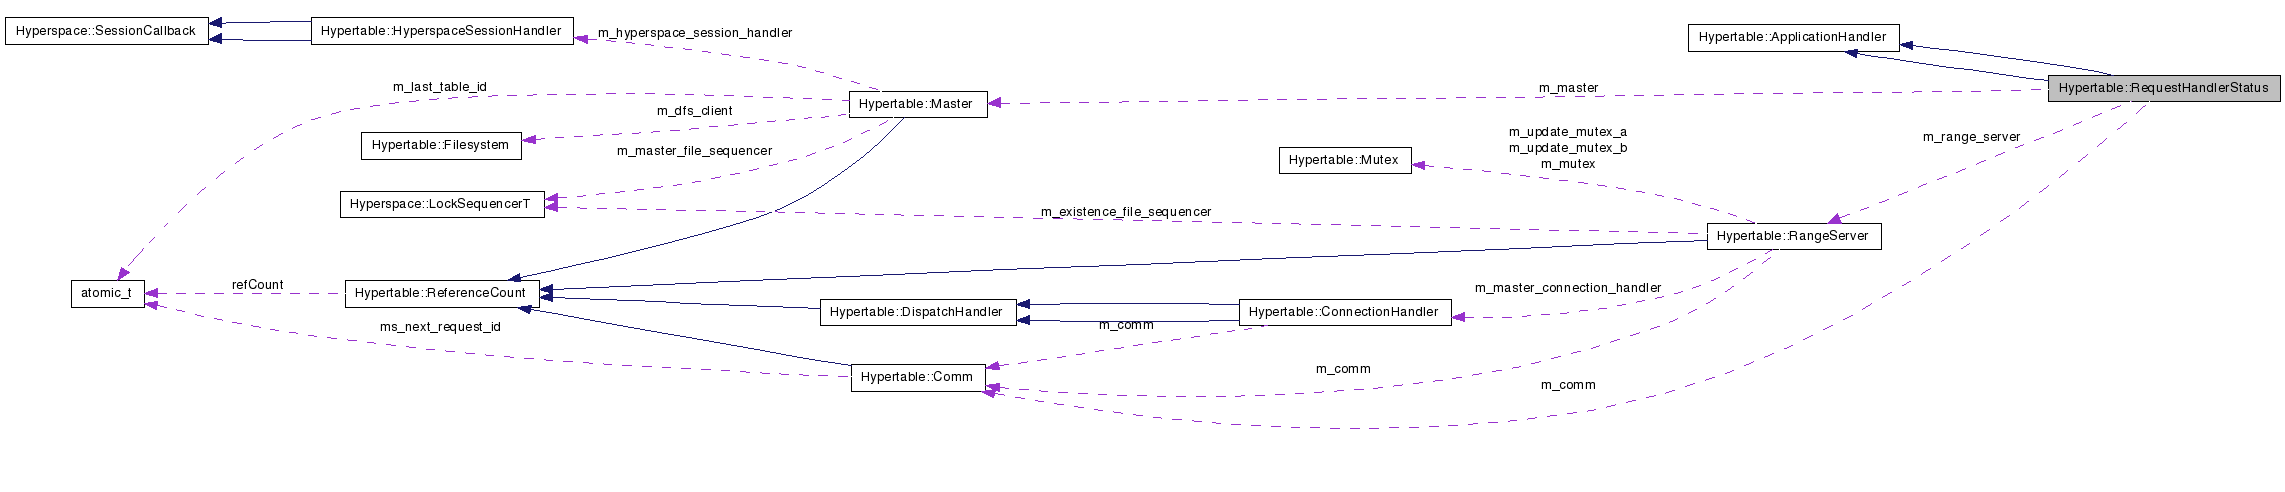 Hyperspace::SessionCallback
Hypertable::HyperspaceSessionHandler
m_hyperspace_session_handler
Hypertable::ApplicationHandler
m_last_table_id
Hypertable::Master
m_master
Hypertable::RequestHandlerStatus
m_dfs_client
Hypertable::Filesystem
m_master_file_sequencer
m_update_mutex_a
m_update_mutex_b
m_mutex
Hypertable::Mutex
m_range_server
Hyperspace::LockSequencerT
m_existence_file_sequencer
Hypertable::RangeServer
atomic_t
refCount
Hypertable::ReferenceCount
m_master_connection_handler
Hypertable::DispatchHandler
Hypertable::ConnectionHandler
ms_next_request_id
m_comm
Hypertable::Comm
m_comm
m_comm